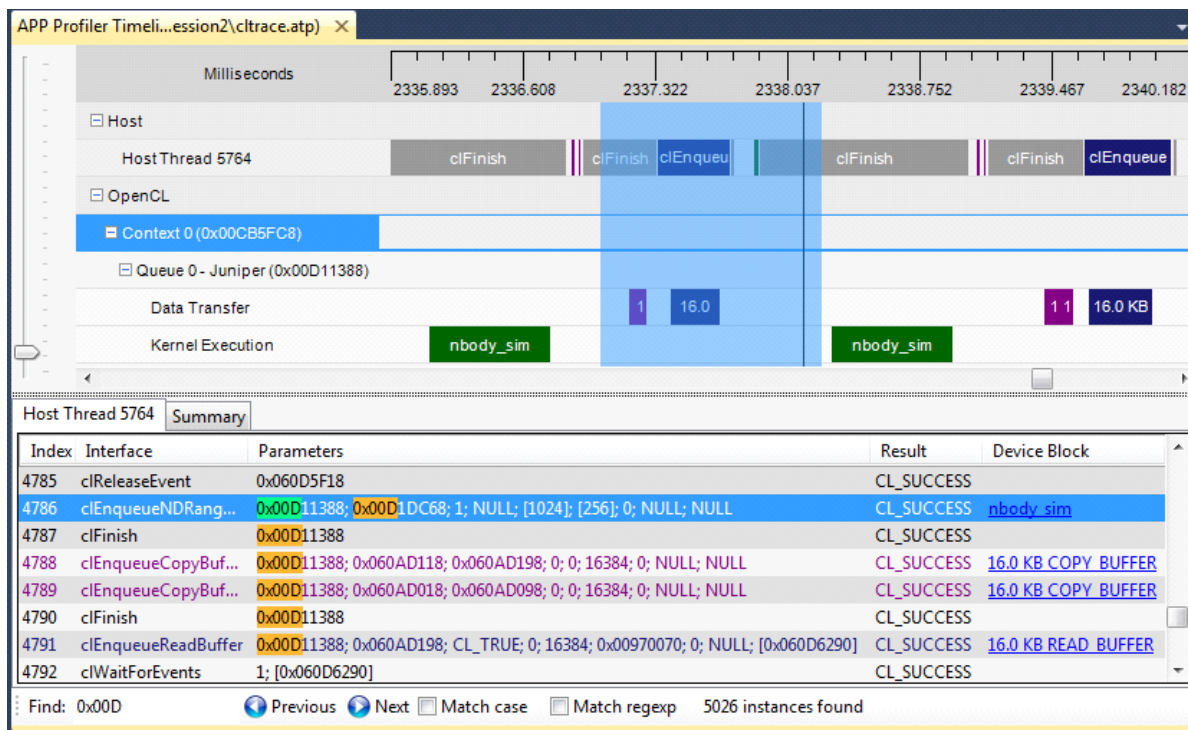 APP Profiler Timeli...ession2\cltrace.atp)
Milliseconds
2335.893 2336.608 2337.322 2338.037 2338.752 2339.467 2340.182
Host
Host Thread 5764 clFinish clFinish clEnqueu clFinish clFinish clEnqueue
OpenCL
Context 0 (0x00CB5FC8)
Queue 0 - Juniper (0x00D11388)
Data Transfer 1 16.0 1 1 16.0 KB
Kernel Execution nbody_sim nbody_sim
Host Thread 5764 Summary
Index Interface Parameters Result Device Block
4785 clReleaseEvent 0x060D5F18 CL_SUCCESS
4786 clEnqueueNDRang... 0x00D11388; 0x00D1DC68; 1; NULL; [1024]; [256]; 0; NULL; NULL CL_SUCCESS nbody_sim
4787 clFinish 0x00D11388 CL_SUCCESS
4788 clEnqueueCopyBuf... 0x00D11388; 0x060AD118; 0x060AD198; 0; 0; 16384; 0; NULL; NULL CL_SUCCESS 16.0 KB COPY_BUFFER
4789 clEnqueueCopyBuf... 0x00D11388; 0x060AD018; 0x060AD098; 0; 0; 16384; 0; NULL; NULL CL_SUCCESS 16.0 KB COPY_BUFFER
4790 clFinish 0x00D11388 CL_SUCCESS
4791 clEnqueueReadBuffer 0x00D11388; 0x060AD198; CL_TRUE; 0; 16384; 0x00970070; 0; NULL; [0x060D6290] CL_SUCCESS 16.0 KB READ_BUFFER
4792 clWaitForEvents 1; [0x060D6290] CL_SUCCESS
Find: 0x00D Previous Next Match case Match regexp 5026 instances found